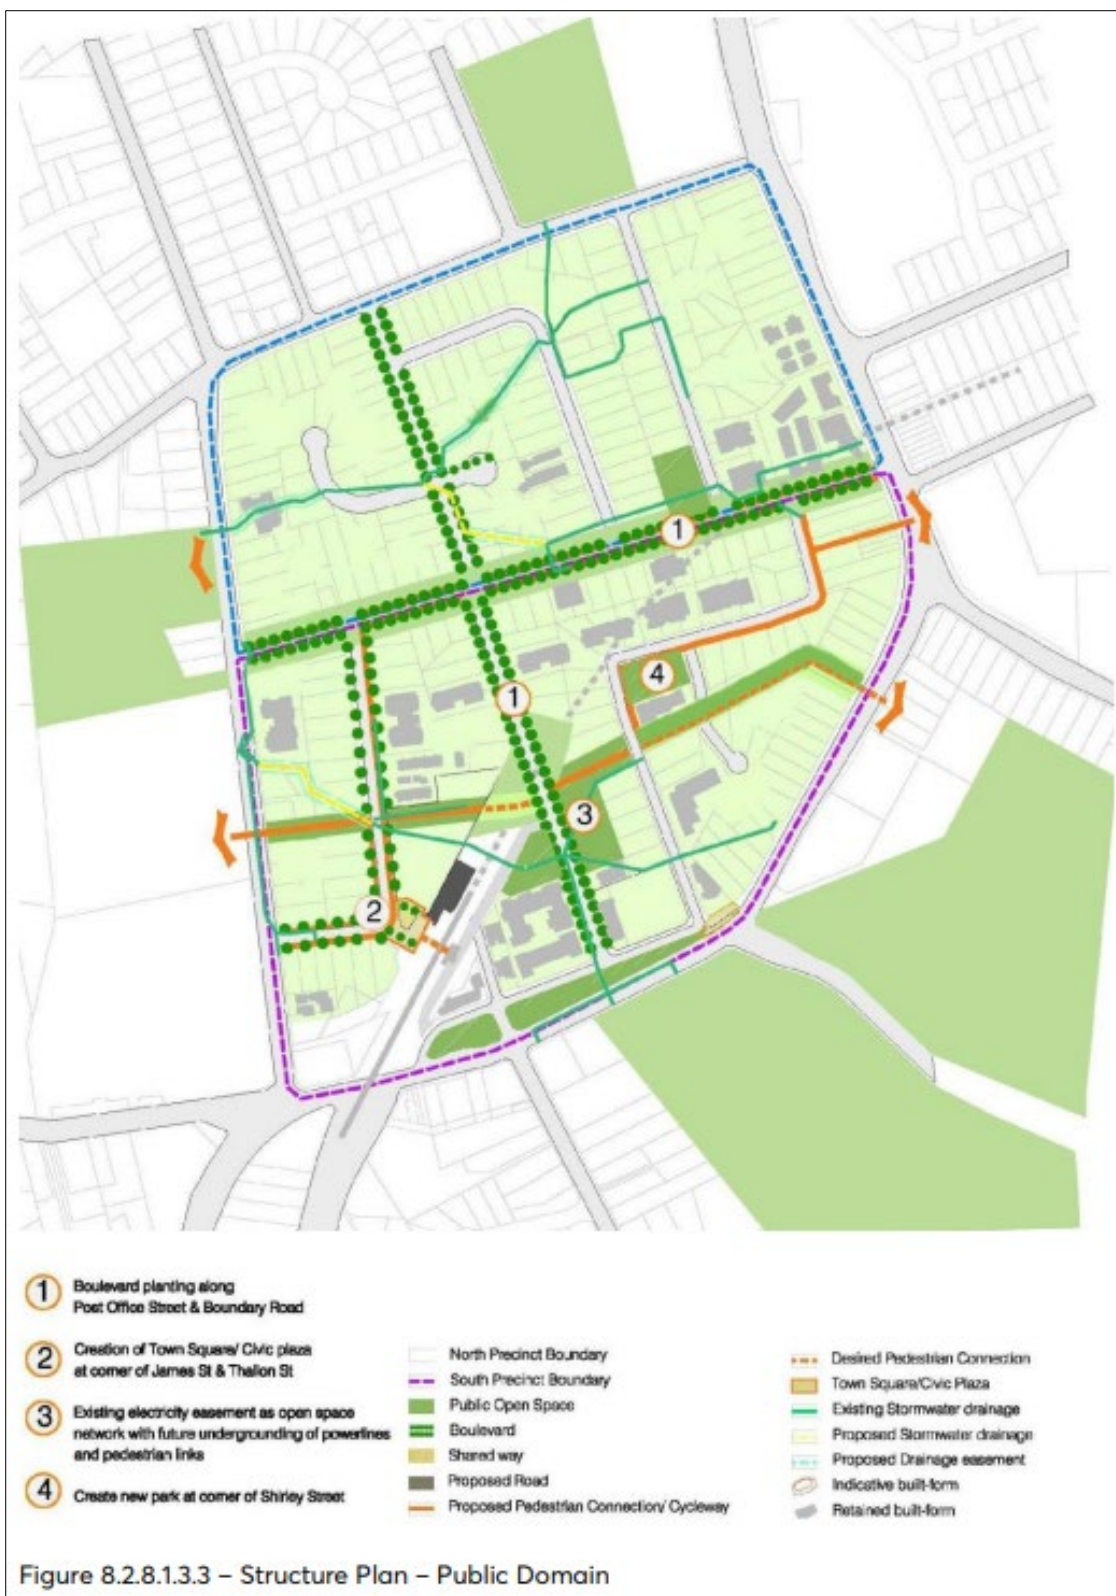 1
1
4
3
2
1 Boulevard planting along
Post Office Street & Boundary Road
2 Creation of Town Square/ Civic plaza
at corner of James St & Thallon St
3 Existing electricity easement as open space
network with future undergrounding of powerlines
and pedestrian links
4 Create new park at corner of Shirley Street
North Precinct Boundary
South Precinct Boundary
Public Open Space
Boulevard
Shared way
Proposed Road
Proposed Pedestrian Connection/ Cycleway
Desired Pedestrian Connection
Town Square/Civic Plaza
Existing Stormwater drainage
Proposed Stormwater drainage
Proposed Drainage easement
Indicative built-form
Retained built-form
Figure 8.2.8.1.3.3 – Structure Plan – Public Domain